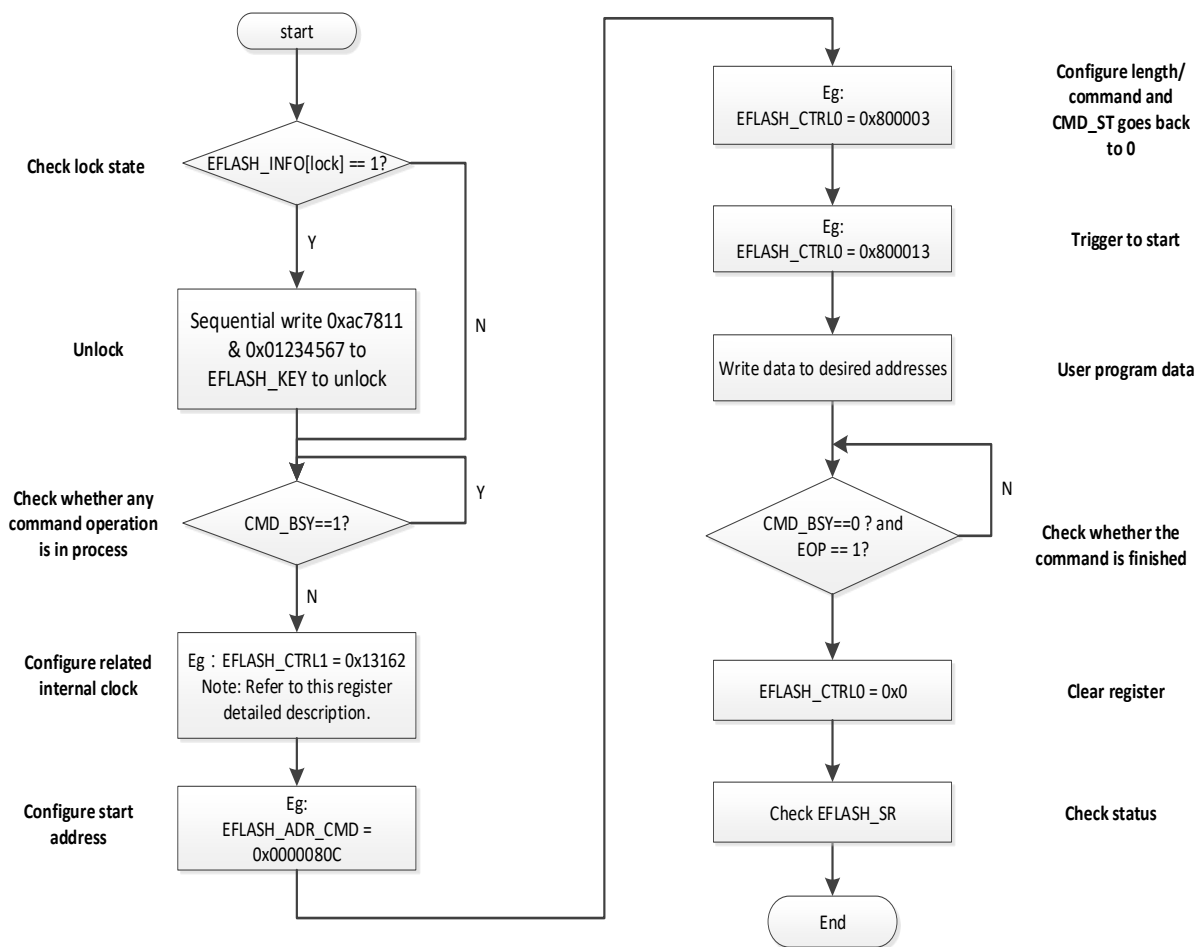 start
Check lock state
EFLASH_INFO[lock] == 1?
Y
N
Unlock
Sequential write 0xac7811
& 0x01234567 to
EFLASH_KEY to unlock
Check whether any
command operation
is in process
CMD_BSY==1?
Y
N
Configure related
internal clock
Eg：EFLASH_CTRL1 = 0x13162
Note: Refer to this register
detailed description.
Configure start
address
Eg:
EFLASH_ADR_CMD =
0x0000080C
Eg:
EFLASH_CTRL0 = 0x800003
Configure length/
command and
CMD_ST goes back
to 0
Eg:
EFLASH_CTRL0 = 0x800013
Trigger to start
Write data to desired addresses
User program data
N
CMD_BSY==0 ? and
EOP == 1?
Check whether the
command is finished
EFLASH_CTRL0 = 0x0
Clear register
Check EFLASH_SR
Check status
End